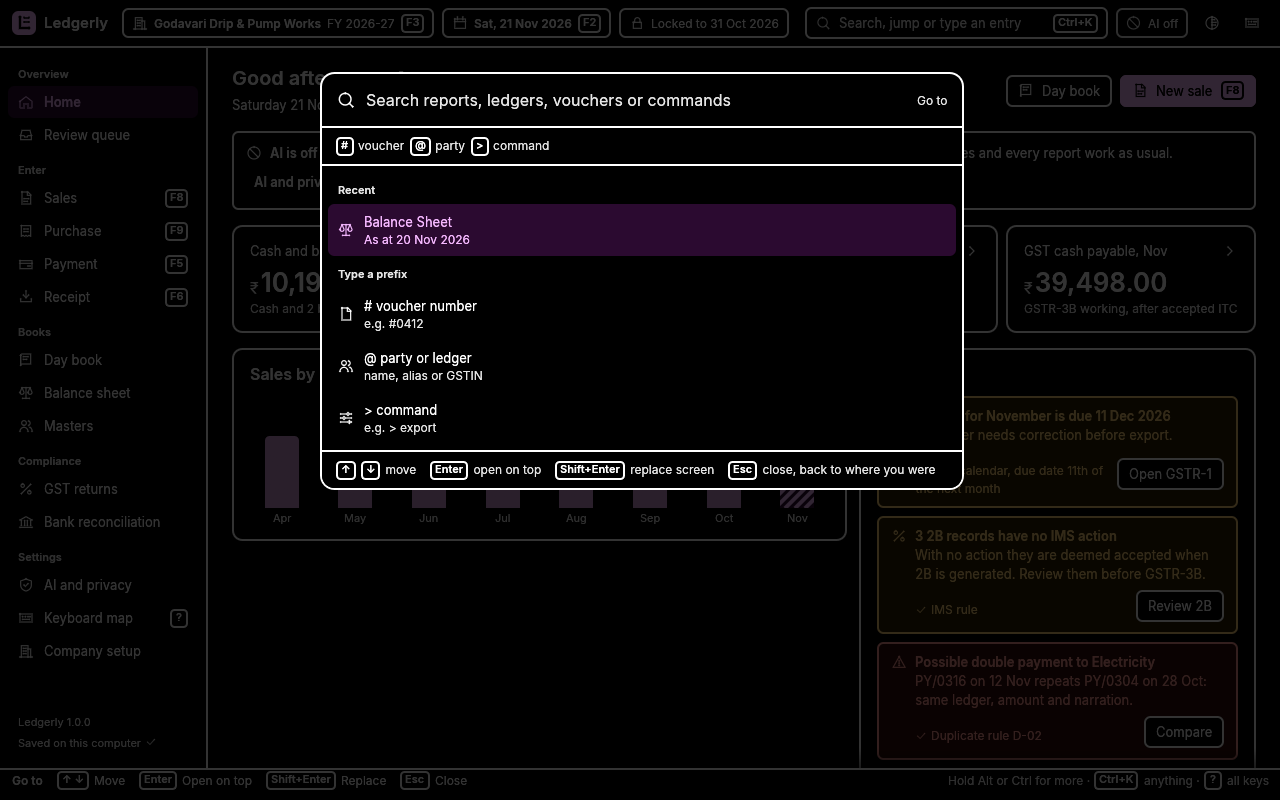 Ledgerly
Godavari Drip & Pump Works FY 2026-27 F3
Sat, 21 Nov 2026 F2
Locked to 31 Oct 2026
Search, jump or type an entry Ctrl+K
AI off
Overview
Home
Review queue
Enter
Sales F8
Purchase F9
Payment F5
Receipt F6
Books
Day book
Balance sheet
Masters
Compliance
GST returns
Bank reconciliation
Settings
AI and privacy
Keyboard map ?
Company setup
Ledgerly 1.0.0
Saved on this computer
Good afte
Saturday 21 No
Day book
New sale F8
AI is off
es and every report work as usual.
AI and priv
Cash and b
₹10,19
Cash and 2 b
GST cash payable, Nov
₹39,498.00
GSTR-3B working, after accepted ITC
Sales by
Apr May Jun Jul Aug Sep Oct Nov
Search reports, ledgers, vouchers or commands
Go to
# voucher @ party > command
Recent
Balance Sheet
As at 20 Nov 2026
Type a prefix
# voucher number
e.g. #0412
@ party or ledger
name, alias or GSTIN
> command
e.g. > export
↑ ↓ move Enter open on top Shift+Enter replace screen Esc close, back to where you were
for November is due 11 Dec 2026
er needs correction before export.
alendar, due date 11th of
the next month
Open GSTR-1
3 2B records have no IMS action
With no action they are deemed accepted when
2B is generated. Review them before GSTR-3B.
IMS rule
Review 2B
Possible double payment to Electricity
PY/0316 on 12 Nov repeats PY/0304 on 28 Oct:
same ledger, amount and narration.
Duplicate rule D-02
Compare
Go to ↑↓ Move Enter Open on top Shift+Enter Replace Esc Close
Hold Alt or Ctrl for more · Ctrl+K anything · ? all keys